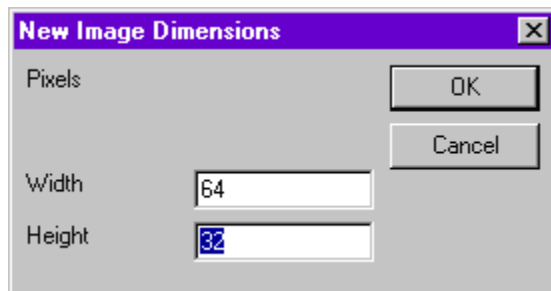 New Image Dimensions
Pixels
OK
Cancel
Width 64
Height 32